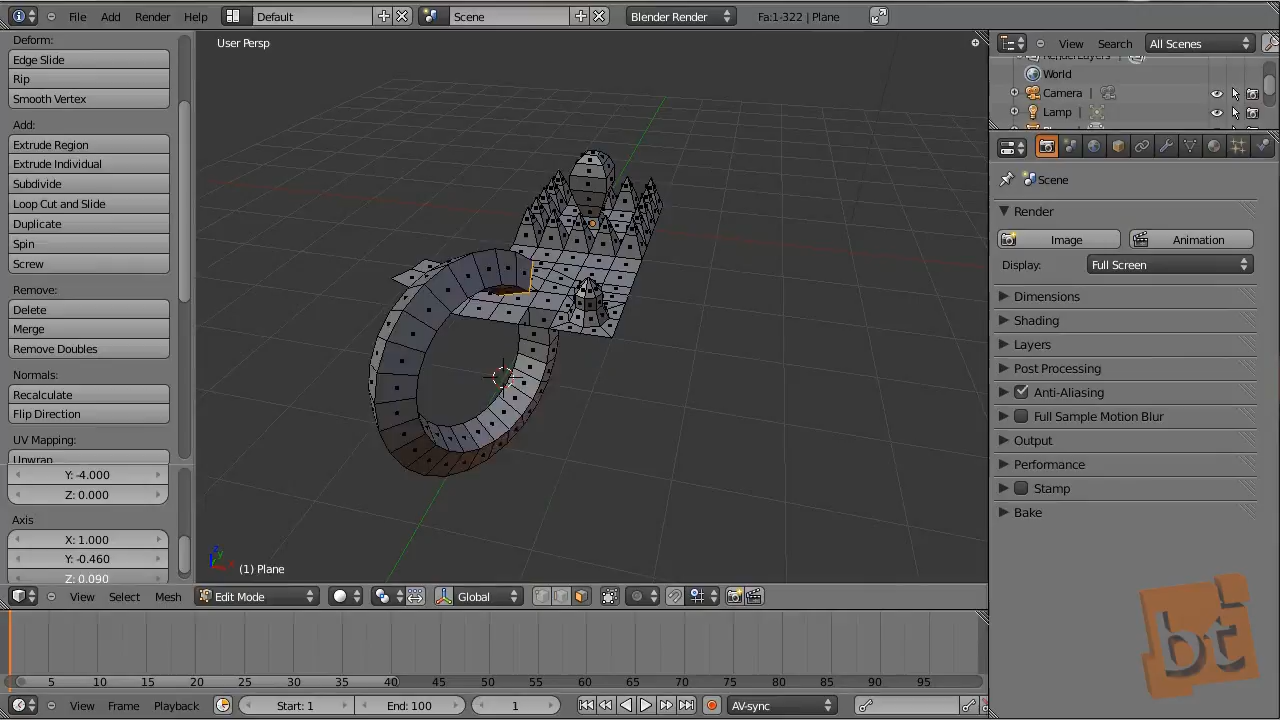 File Add Render Help Default Scene Blender Render Fa:1-322 | Plane
Deform:
Edge Slide
Rip
Smooth Vertex
Add:
Extrude Region
Extrude Individual
Subdivide
Loop Cut and Slide
Duplicate
Spin
Screw
Remove:
Delete
Merge
Remove Doubles
Normals:
Recalculate
Flip Direction
UV Mapping:
Unwrap
Y: -4.000
Z: 0.000
Axis
X: 1.000
Y: -0.460
Z: 0.090
User Persp
(1) Plane
View Select Mesh Edit Mode Global
5 10 15 20 25 30 35 40 45 50 55 60 65 70 75 80 85 90 95
View Frame Playback Start: 1 End: 100 1 AV-sync
View Search All Scenes
RenderLayers
World
Camera
Lamp
Scene
Render
Image Animation
Display: Full Screen
Dimensions
Shading
Layers
Post Processing
Anti-Aliasing
Full Sample Motion Blur
Output
Performance
Stamp
Bake
bt